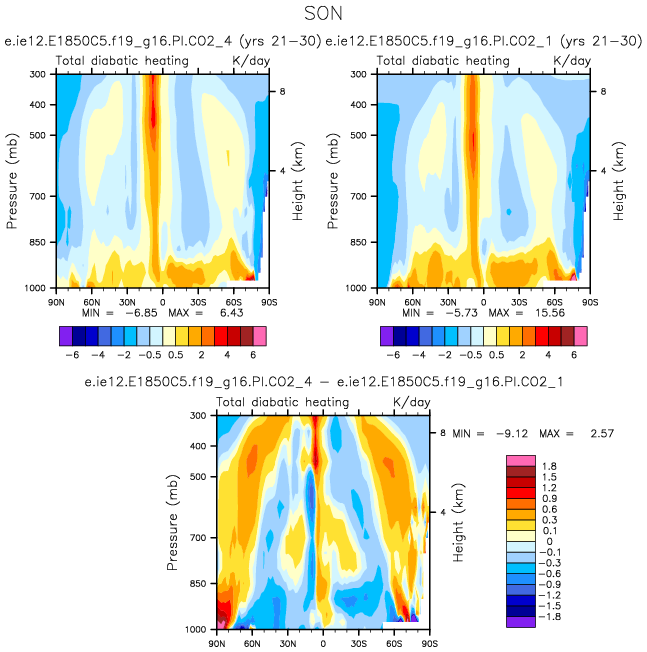 SON
e.ie12.E1850C5.f19_g16.PI.CO2_4 (yrs 21-30) e.ie12.E1850C5.f19_g16.PI.CO2_1 (yrs 21-30)
Total diabatic heating K/day
Total diabatic heating K/day
300
400
500
700
850
1000
Pressure (mb)
8
4
Height (km)
90N 60N 30N 0 30S 60S 90S
MIN = -6.85 MAX = 6.43
-6 -4 -2 -0.5 0.5 2 4 6
300
400
500
700
850
1000
Pressure (mb)
8
4
Height (km)
90N 60N 30N 0 30S 60S 90S
MIN = -5.73 MAX = 15.56
-6 -4 -2 -0.5 0.5 2 4 6
e.ie12.E1850C5.f19_g16.PI.CO2_4 - e.ie12.E1850C5.f19_g16.PI.CO2_1
Total diabatic heating K/day
300
400
500
700
850
1000
Pressure (mb)
8
4
Height (km)
90N 60N 30N 0 30S 60S 90S
MIN = -9.12 MAX = 2.57
1.8
1.5
1.2
0.9
0.6
0.3
0.1
0
-0.1
-0.3
-0.6
-0.9
-1.2
-1.5
-1.8